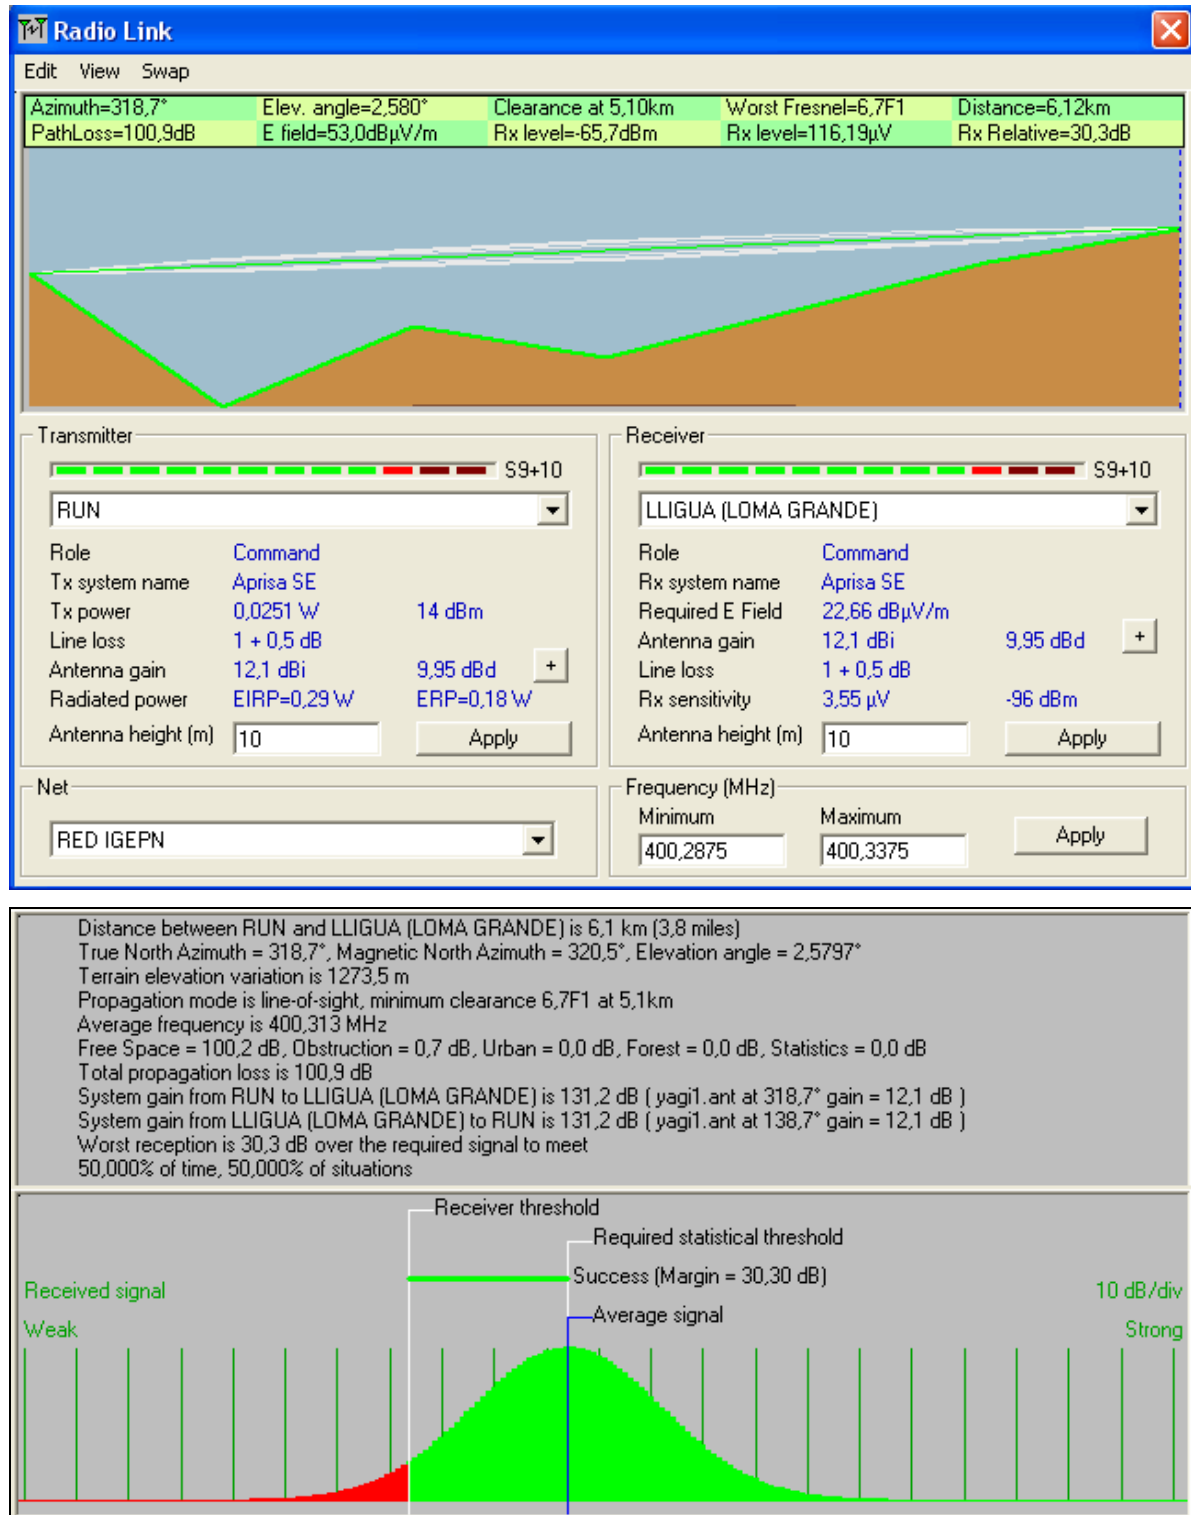 Radio Link
Edit View Swap
Azimuth=318,7° Elev. angle=2,580° Clearance at 5,10km Worst Fresnel=6,7F1 Distance=6,12km
PathLoss=100,9dB E field=53,0dBµV/m Rx level=-65,7dBm Rx level=116,19µV Rx Relative=30,3dB
Transmitter
S9+10
RUN
Role Command
Tx system name Aprisa SE
Tx power 0,0251 W 14 dBm
Line loss 1 + 0,5 dB
Antenna gain 12,1 dBi 9,95 dBd +
Radiated power EIRP=0,29 W ERP=0,18 W
Antenna height (m) 10 Apply
Receiver
S9+10
LLIGUA (LOMA GRANDE)
Role Command
Rx system name Aprisa SE
Required E Field 22,66 dBµV/m
Antenna gain 12,1 dBi 9,95 dBd +
Line loss 1 + 0,5 dB
Rx sensitivity 3,55 µV -96 dBm
Antenna height (m) 10 Apply
Net
RED IGEPN
Frequency (MHz)
Minimum Maximum
400,2875 400,3375 Apply
Distance between RUN and LLIGUA (LOMA GRANDE) is 6,1 km (3,8 miles)
True North Azimuth = 318,7°, Magnetic North Azimuth = 320,5°, Elevation angle = 2,5797°
Terrain elevation variation is 1273,5 m
Propagation mode is line-of-sight, minimum clearance 6,7F1 at 5,1km
Average frequency is 400,313 MHz
Free Space = 100,2 dB, Obstruction = 0,7 dB, Urban = 0,0 dB, Forest = 0,0 dB, Statistics = 0,0 dB
Total propagation loss is 100,9 dB
System gain from RUN to LLIGUA (LOMA GRANDE) is 131,2 dB ( yagi1.ant at 318,7° gain = 12,1 dB )
System gain from LLIGUA (LOMA GRANDE) to RUN is 131,2 dB ( yagi1.ant at 138,7° gain = 12,1 dB )
Worst reception is 30,3 dB over the required signal to meet
50,000% of time, 50,000% of situations
Receiver threshold
Required statistical threshold
Success (Margin = 30,30 dB)
Received signal 10 dB/div
Average signal
Weak Strong